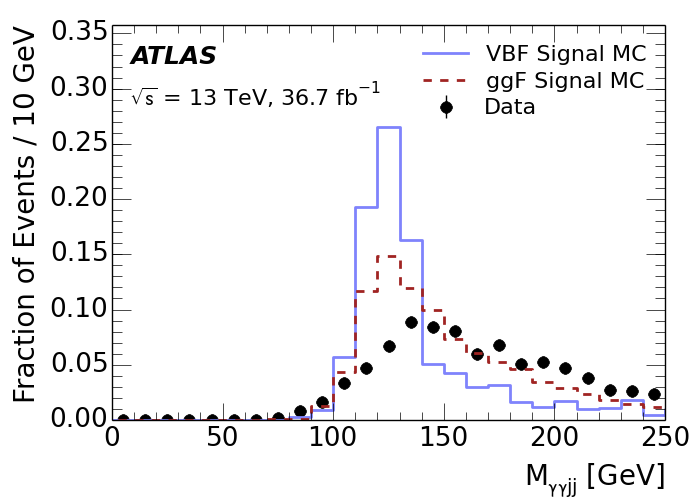 Fraction of Events / 10 GeV
0.35
0.30
0.25
0.20
0.15
0.10
0.05
0.00
ATLAS
√s = 13 TeV, 36.7 fb⁻¹
VBF Signal MC
ggF Signal MC
Data
0 50 100 150 200 250
Mγγjj [GeV]